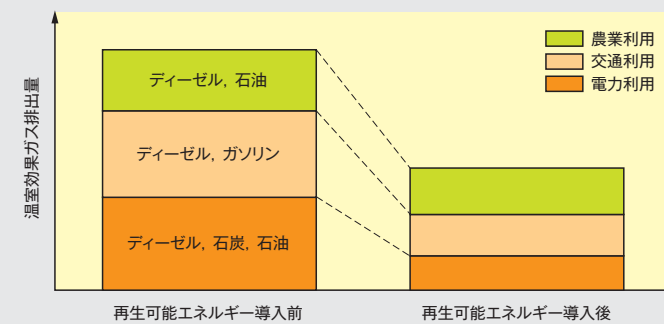 温室効果ガス排出量
農業利用
交通利用
電力利用
ディーゼル, 石油
ディーゼル, ガソリン
ディーゼル, 石炭, 石油
再生可能エネルギー導入前
再生可能エネルギー導入後